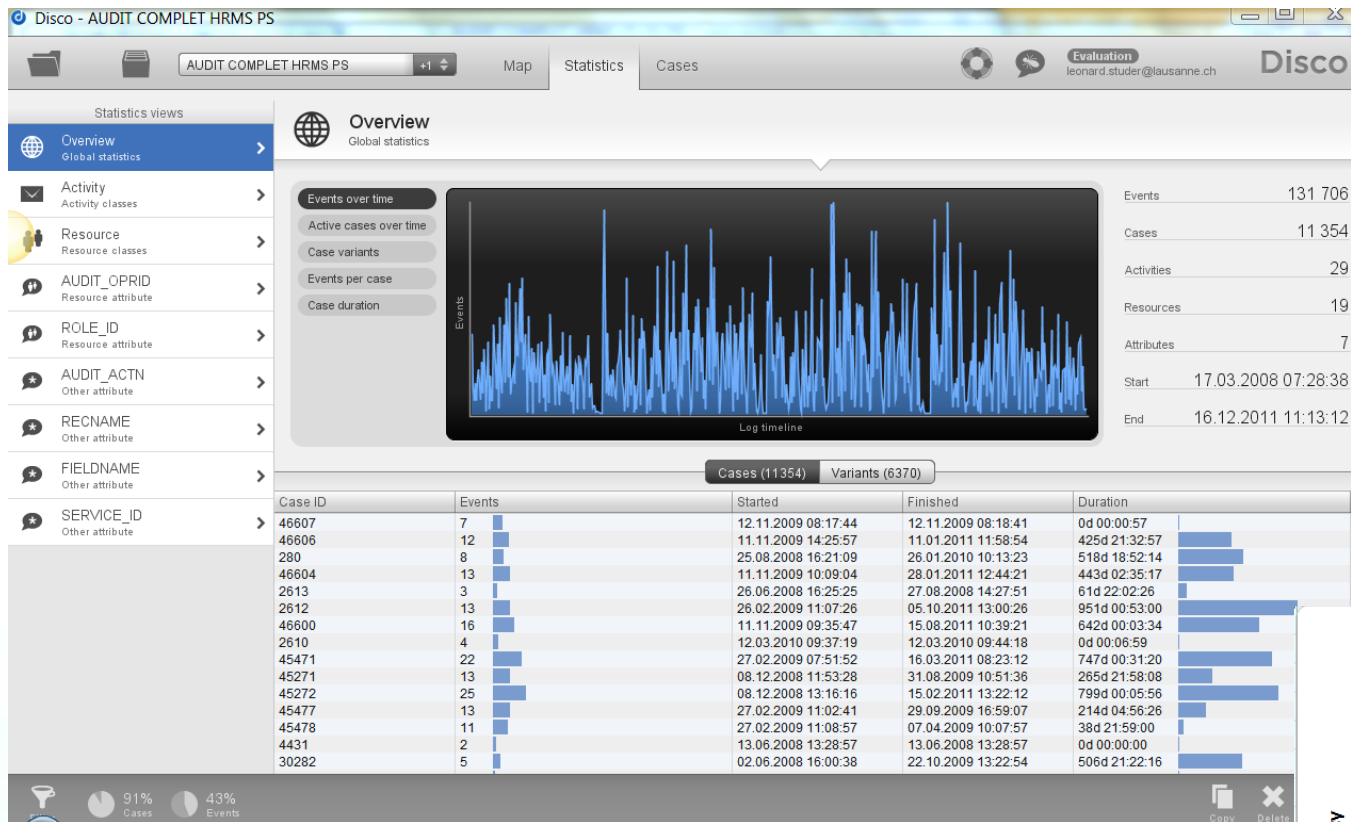 Disco - AUDIT COMPLET HRMS PS
AUDIT COMPLET HRMS PS +1 Map Statistics Cases Evaluation leonard.studer@lausanne.ch Disco
Statistics views
Overview
Global statistics
Activity
Activity classes
Resource
Resource classes
AUDIT_OPRID
Resource attribute
ROLE_ID
Resource attribute
AUDIT_ACTN
Other attribute
RECNAME
Other attribute
FIELDNAME
Other attribute
SERVICE_ID
Other attribute
Overview
Global statistics
Events over time
Active cases over time
Case variants
Events per case
Case duration
Events
Log timeline
Events 131 706
Cases 11 354
Activities 29
Resources 19
Attributes 7
Start 17.03.2008 07:28:38
End 16.12.2011 11:13:12
Cases (11354) Variants (6370)
Case ID Events Started Finished Duration
46607 7 12.11.2009 08:17:44 12.11.2009 08:18:41 0d 00:00:57
46606 12 11.11.2009 14:25:57 11.01.2011 11:58:54 425d 21:32:57
280 8 25.08.2008 16:21:09 26.01.2010 10:13:23 518d 18:52:14
46604 13 11.11.2009 10:09:04 28.01.2011 12:44:21 443d 02:35:17
2613 3 26.06.2008 16:25:25 27.08.2008 14:27:51 61d 22:02:26
2612 13 26.02.2009 11:07:26 05.10.2011 13:00:26 951d 00:53:00
46600 16 11.11.2009 09:35:47 15.08.2011 10:39:21 642d 00:03:34
2610 4 12.03.2010 09:37:19 12.03.2010 09:44:18 0d 00:06:59
45471 22 27.02.2009 07:51:52 16.03.2011 08:23:12 747d 00:31:20
45271 13 08.12.2008 11:53:28 31.08.2009 10:51:36 265d 21:58:08
45272 25 08.12.2008 13:16:16 15.02.2011 13:22:12 799d 00:05:56
45477 13 27.02.2009 11:02:41 29.09.2009 16:59:07 214d 04:56:26
45478 11 27.02.2009 11:08:57 07.04.2009 10:07:57 38d 21:59:00
4431 2 13.06.2008 13:28:57 13.06.2008 13:28:57 0d 00:00:00
30282 5 02.06.2008 16:00:38 22.10.2009 13:22:54 506d 21:22:16
91% Cases
43% Events
Copy Delete